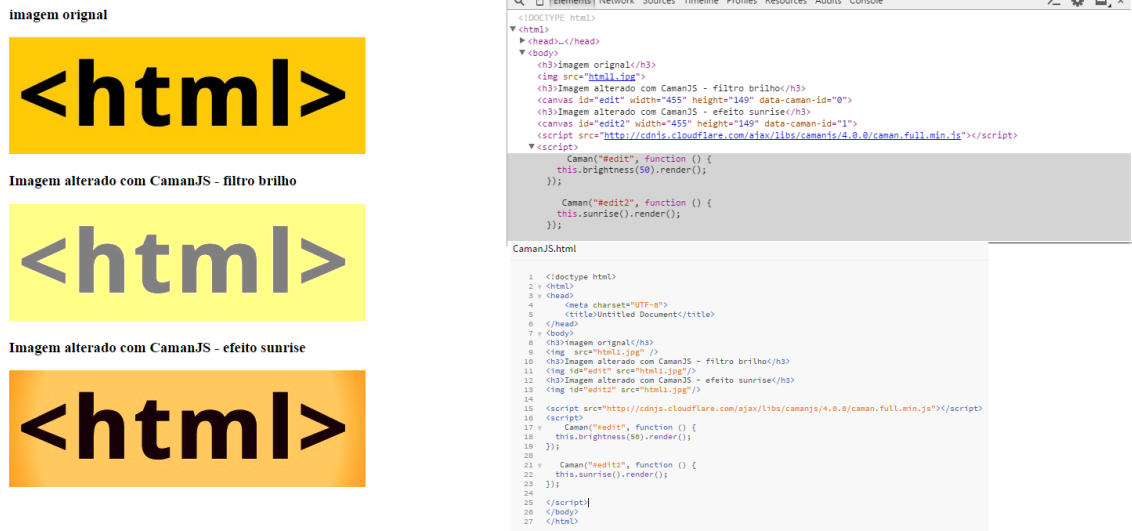 imagem orignal
<html>
Imagem alterado com CamanJS - filtro brilho
<html>
Imagem alterado com CamanJS - efeito sunrise
<html>
Elements Network Sources Timeline Profiles Resources Audits Console
<!DOCTYPE html>
<html>
<head>…</head>
<body>
<h3>imagem orignal</h3>
<img src="html1.jpg">
<h3>Imagem alterado com CamanJS - filtro brilho</h3>
<canvas id="edit" width="455" height="149" data-caman-id="0">
<h3>Imagem alterado com CamanJS - efeito sunrise</h3>
<canvas id="edit2" width="455" height="149" data-caman-id="1">
<script src="http://cdnjs.cloudflare.com/ajax/libs/camanjs/4.0.0/caman.full.min.js"></script>
<script>
Caman("#edit", function () {
this.brightness(50).render();
});
Caman("#edit2", function () {
this.sunrise().render();
});
CamanJS.html
1 <!doctype html>
2 <html>
3 <head>
4 <meta charset="UTF-8">
5 <title>Untitled Document</title>
6 </head>
7 <body>
8 <h3>imagem orignal</h3>
9 <img src="html1.jpg" />
10 <h3>Imagem alterado com CamanJS - filtro brilho</h3>
11 <img id="edit" src="html1.jpg"/>
12 <h3>Imagem alterado com CamanJS - efeito sunrise</h3>
13 <img id="edit2" src="html1.jpg"/>
14
15 <script src="http://cdnjs.cloudflare.com/ajax/libs/camanjs/4.0.0/caman.full.min.js"></script>
16 <script>
17 Caman("#edit", function () {
18 this.brightness(50).render();
19 });
20
21 Caman("#edit2", function () {
22 this.sunrise().render();
23 });
24
25 </script>
26 </body>
27 </html>